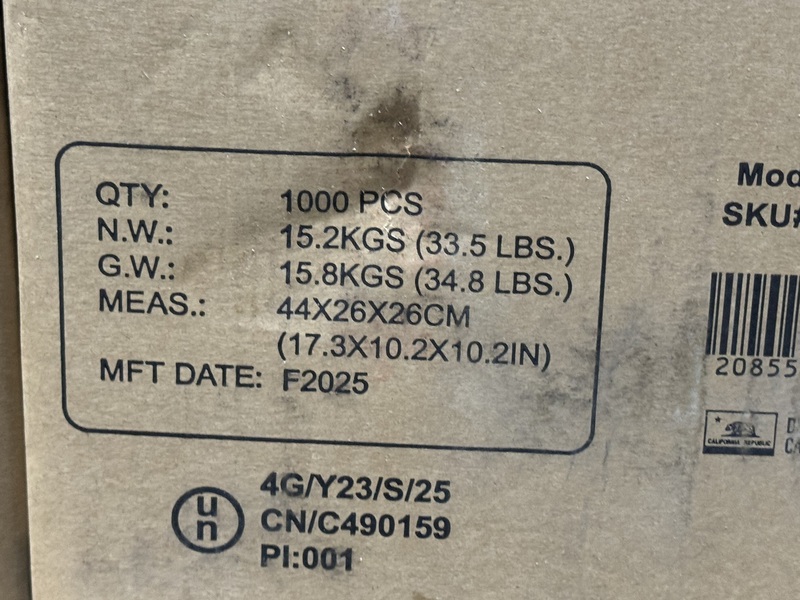 QTY: 1000 PCS
N.W.: 15.2KGS (33.5 LBS.)
G.W.: 15.8KGS (34.8 LBS.)
MEAS.: 44X26X26CM
(17.3X10.2X10.2IN)
MFT DATE: F2025
un
4G/Y23/S/25
CN/C490159
PI:001
SKU#
20855
CALIFORNIA REPUBLIC